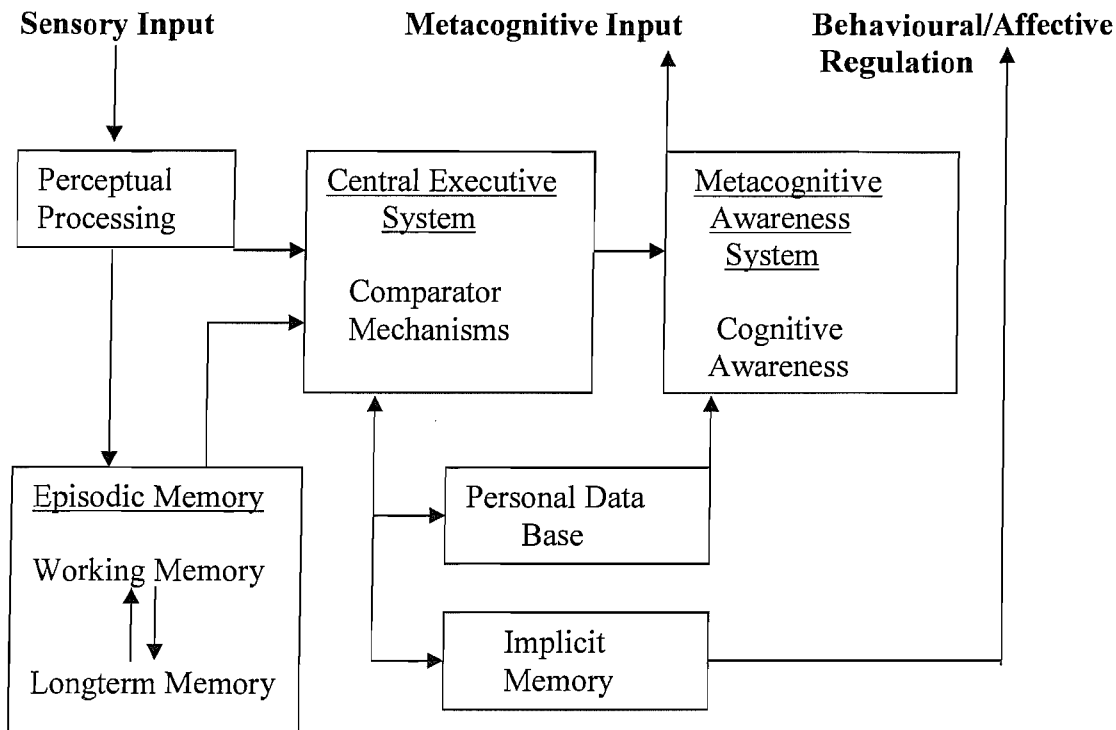 Sensory Input
Metacognitive Input
Behavioural/Affective
Regulation
Perceptual
Processing
Central Executive
System
Comparator
Mechanisms
Metacognitive
Awareness
System
Cognitive
Awareness
Episodic Memory
Working Memory
Longterm Memory
Personal Data
Base
Implicit
Memory